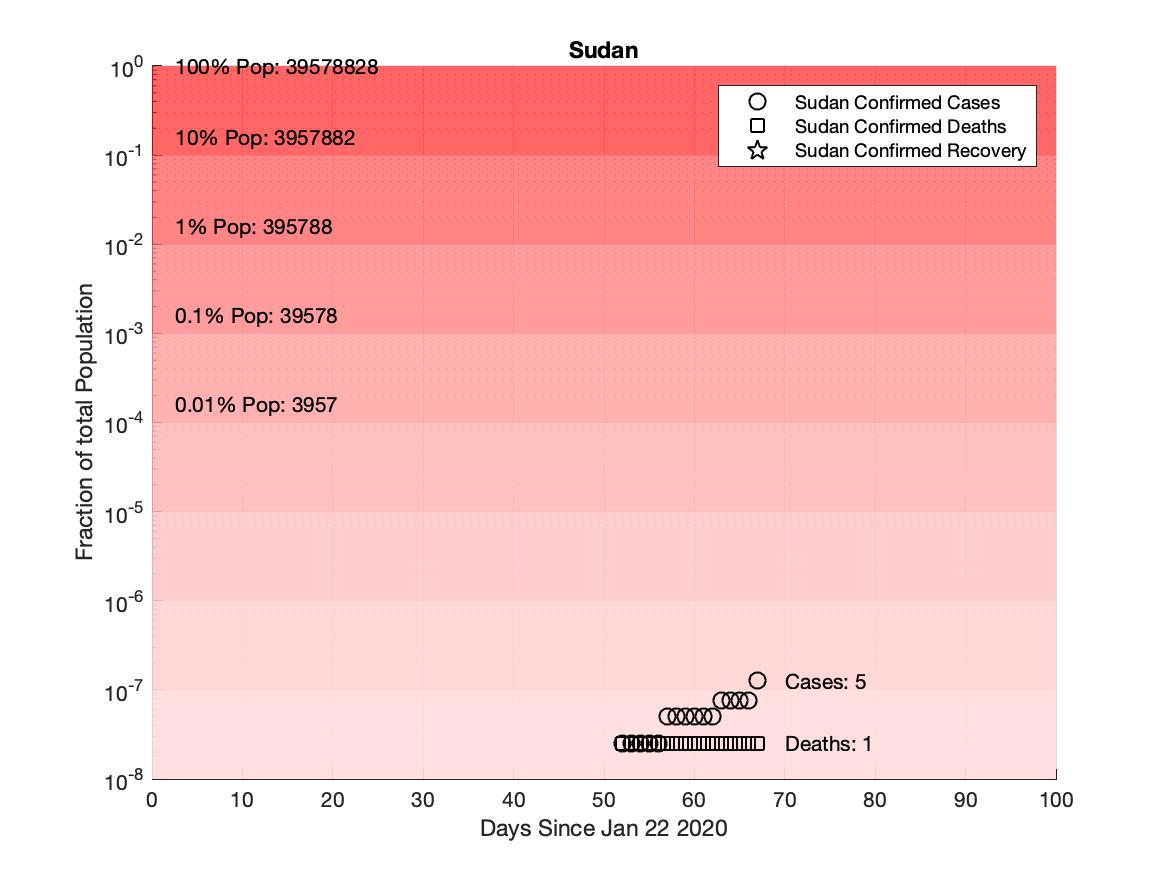 Sudan
10^0
100% Pop: 39578828
Sudan Confirmed Cases
Sudan Confirmed Deaths
Sudan Confirmed Recovery
10% Pop: 3957882
10^-1
1% Pop: 395788
10^-2
0.1% Pop: 39578
10^-3
0.01% Pop: 3957
10^-4
10^-5
10^-6
10^-7
10^-8
Fraction of total Population
Cases: 5
Deaths: 1
0 10 20 30 40 50 60 70 80 90 100
Days Since Jan 22 2020